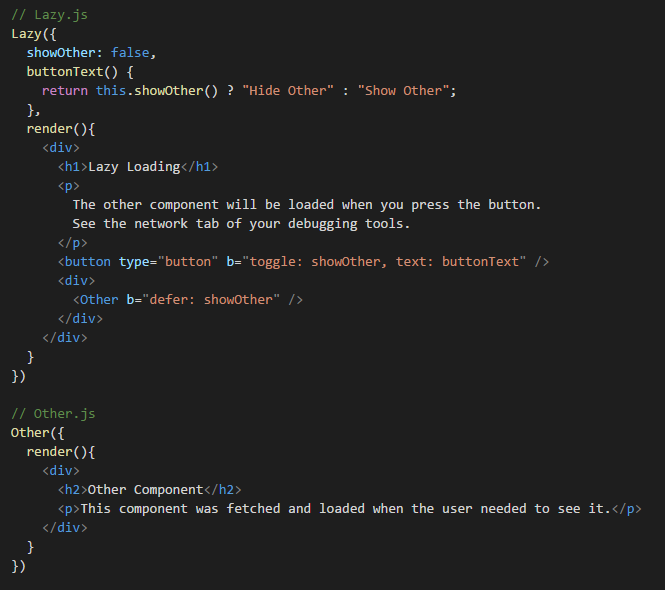 // Lazy.js
Lazy({
  showOther: false,
  buttonText() {
    return this.showOther() ? "Hide Other" : "Show Other";
  },
  render(){
    <div>
      <h1>Lazy Loading</h1>
      <p>
        The other component will be loaded when you press the button.
        See the network tab of your debugging tools.
      </p>
      <button type="button" b="toggle: showOther, text: buttonText" />
      <div>
        <Other b="defer: showOther" />
      </div>
    </div>
  }
})

// Other.js
Other({
  render(){
    <div>
      <h2>Other Component</h2>
      <p>This component was fetched and loaded when the user needed to see it.</p>
    </div>
  }
})